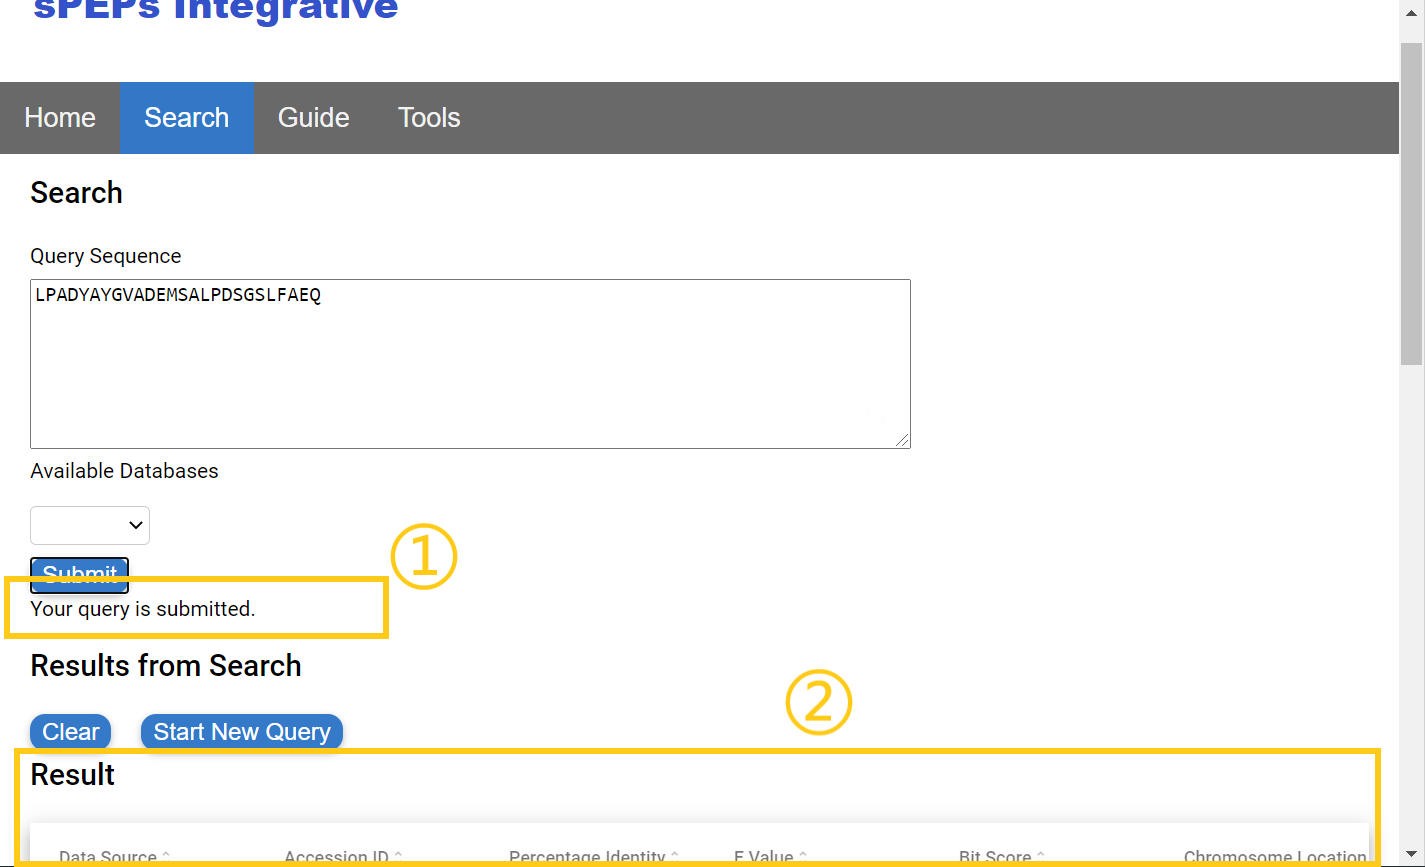 sPEPs Integrative
Home Search Guide Tools
Search
Query Sequence
LPADYAYGVADEMSALPDSGSLFAEQ
Available Databases
Submit
①
Your query is submitted.
Results from Search
②
Clear Start New Query
Result
Data Source Accession ID Percentage Identity E Value Bit Score Chromosome Location